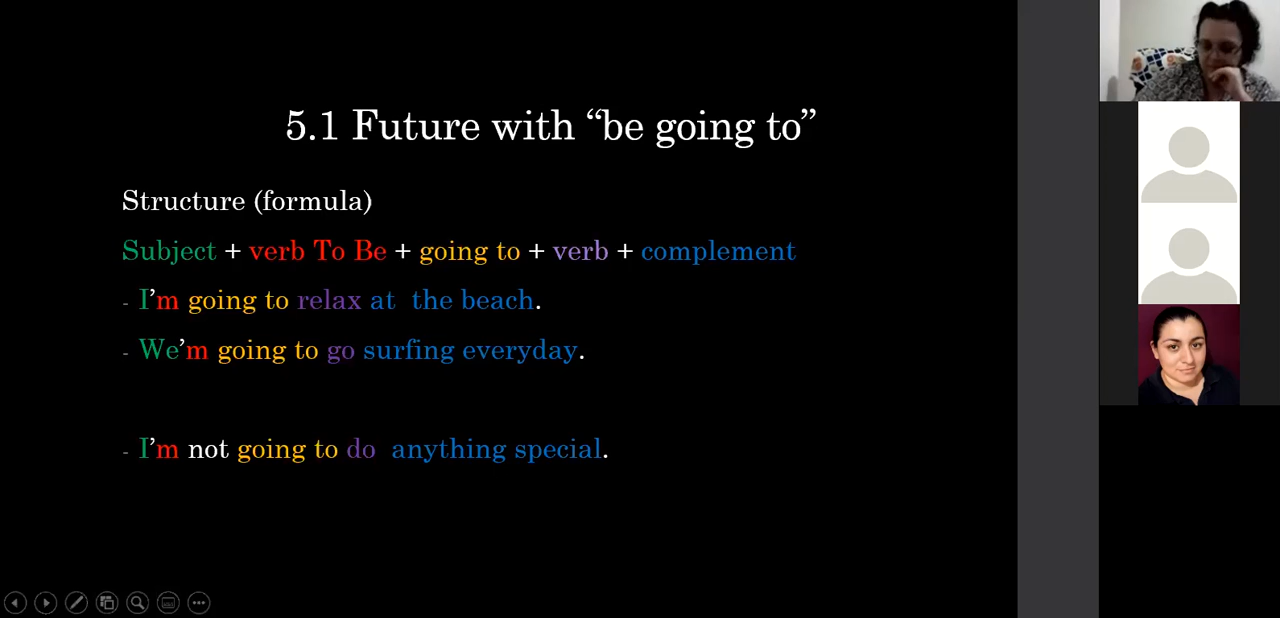 5.1 Future with “be going to”
Structure (formula)
Subject + verb To Be + going to + verb + complement
- I’m going to relax at  the beach.
- We’m going to go surfing everyday.
- I’m not going to do  anything special.